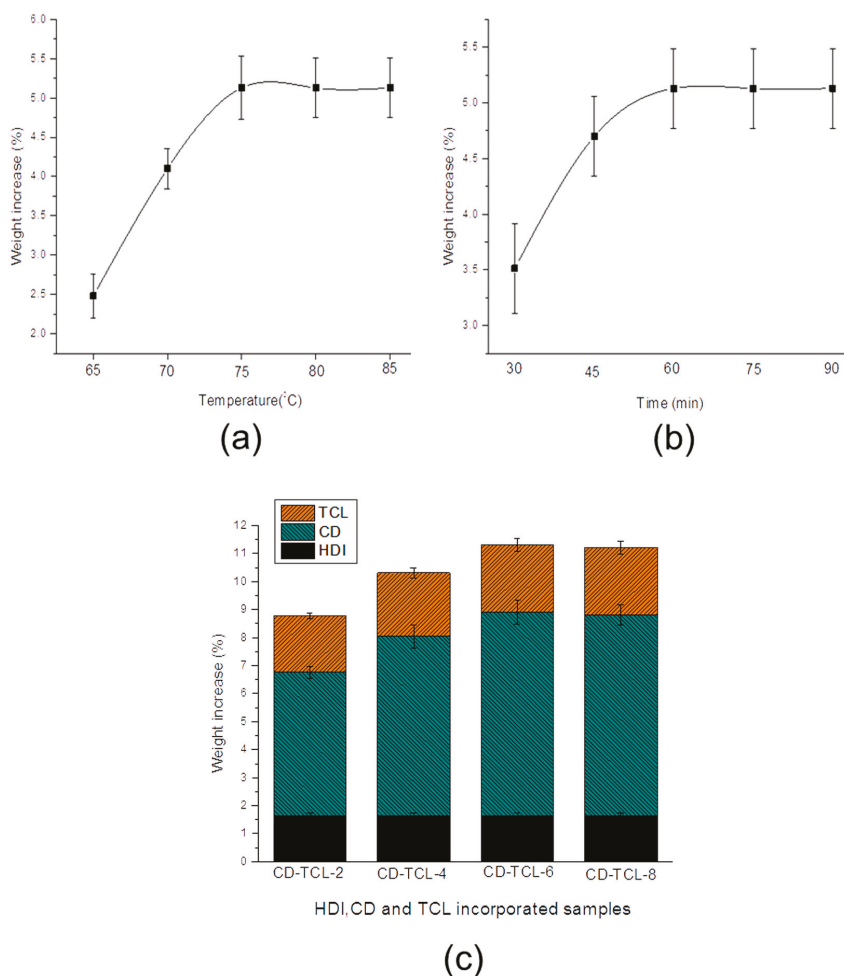 6.0
5.5
5.0
4.5
4.0
3.5
3.0
2.5
2.0
Weight increase (%)
65 70 75 80 85
Temperature(°C)
(a)
5.5
5.0
4.5
4.0
3.5
3.0
Weight increase (%)
30 45 60 75 90
Time (min)
(b)
TCL
CD
HDI
12
11
10
9
8
7
6
5
4
3
2
1
0
Weight increase (%)
CD-TCL-2 CD-TCL-4 CD-TCL-6 CD-TCL-8
HDI,CD and TCL incorporated samples
(c)